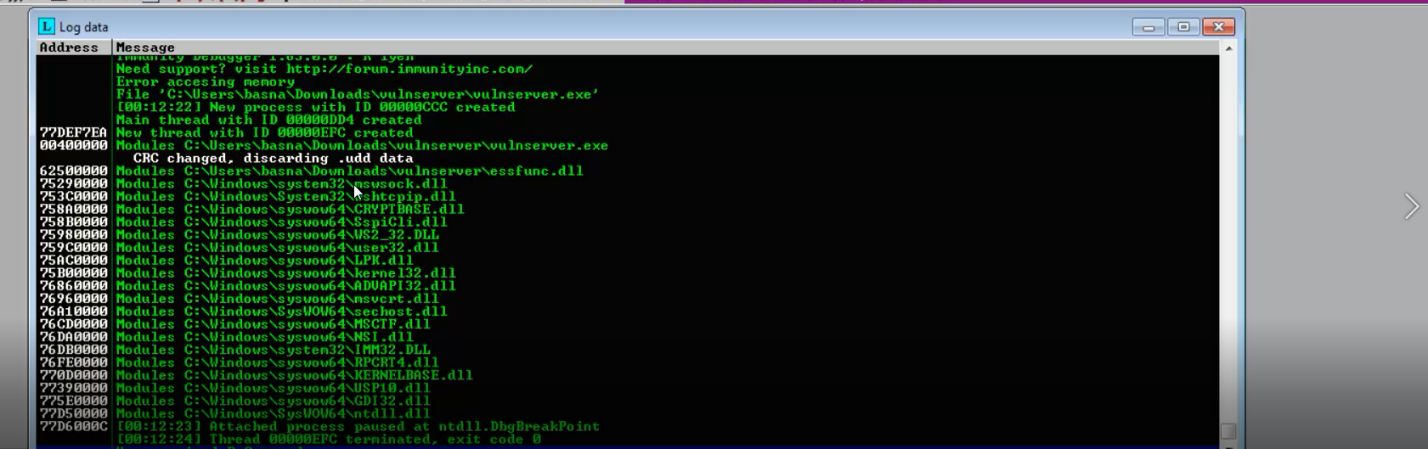 L Log data
Address Message
Need support? visit http://forum.immunityinc.com/
Error accesing memory
File 'C:\Users\basna\Downloads\vulnserver\vulnserver.exe'
[00:12:22] New process with ID 00000CCC created
Main thread with ID 00000DD4 created
77DEF7EA New thread with ID 00000EFC created
00400000 Modules C:\Users\basna\Downloads\vulnserver\vulnserver.exe
CRC changed, discarding .udd data
62500000 Modules C:\Users\basna\Downloads\vulnserver\essfunc.dll
75290000 Modules C:\Windows\system32\mswsock.dll
753C0000 Modules C:\Windows\System32\wshtcpip.dll
758A0000 Modules C:\Windows\syswow64\CRYPTBASE.dll
758B0000 Modules C:\Windows\syswow64\SspiCli.dll
75980000 Modules C:\Windows\syswow64\WS2_32.DLL
759C0000 Modules C:\Windows\syswow64\user32.dll
75AC0000 Modules C:\Windows\syswow64\LPK.dll
75B00000 Modules C:\Windows\syswow64\kernel32.dll
76860000 Modules C:\Windows\syswow64\ADVAPI32.dll
76960000 Modules C:\Windows\syswow64\msvcrt.dll
76A10000 Modules C:\Windows\SysWOW64\sechost.dll
76CD0000 Modules C:\Windows\syswow64\MSCTF.dll
76DA0000 Modules C:\Windows\syswow64\NSI.dll
76DB0000 Modules C:\Windows\system32\IMM32.DLL
76FE0000 Modules C:\Windows\syswow64\RPCRT4.dll
770D0000 Modules C:\Windows\syswow64\KERNELBASE.dll
77390000 Modules C:\Windows\syswow64\USP10.dll
775E0000 Modules C:\Windows\syswow64\GDI32.dll
77D50000 Modules C:\Windows\SysWOW64\ntdll.dll
77D6000C [00:12:23] Attached process paused at ntdll.DbgBreakPoint
[00:12:24] Thread 00000EFC terminated, exit code 0